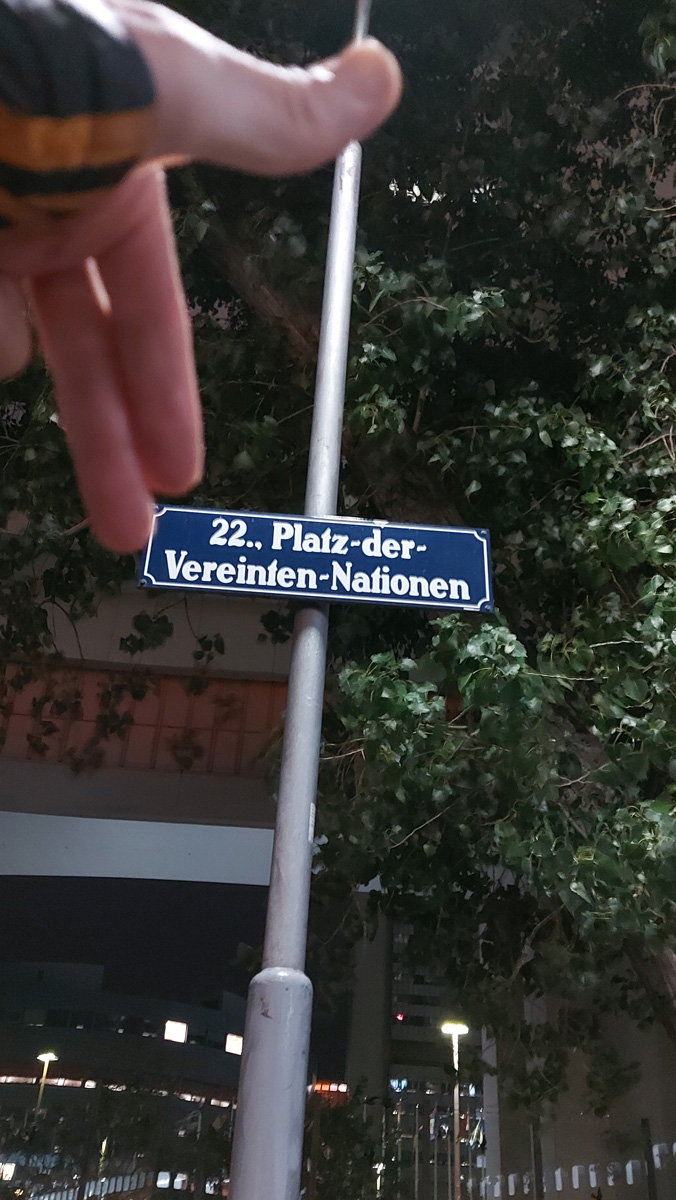 22., Platz-der-
Vereinten-Nationen